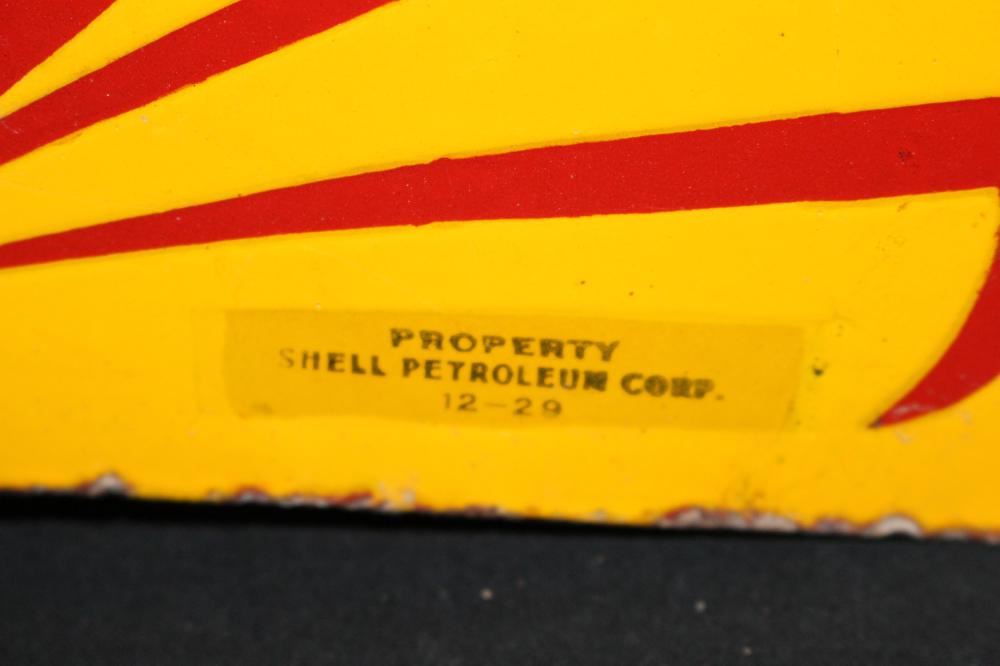 PROPERTY
SHELL PETROLEUM CORP.
12-29